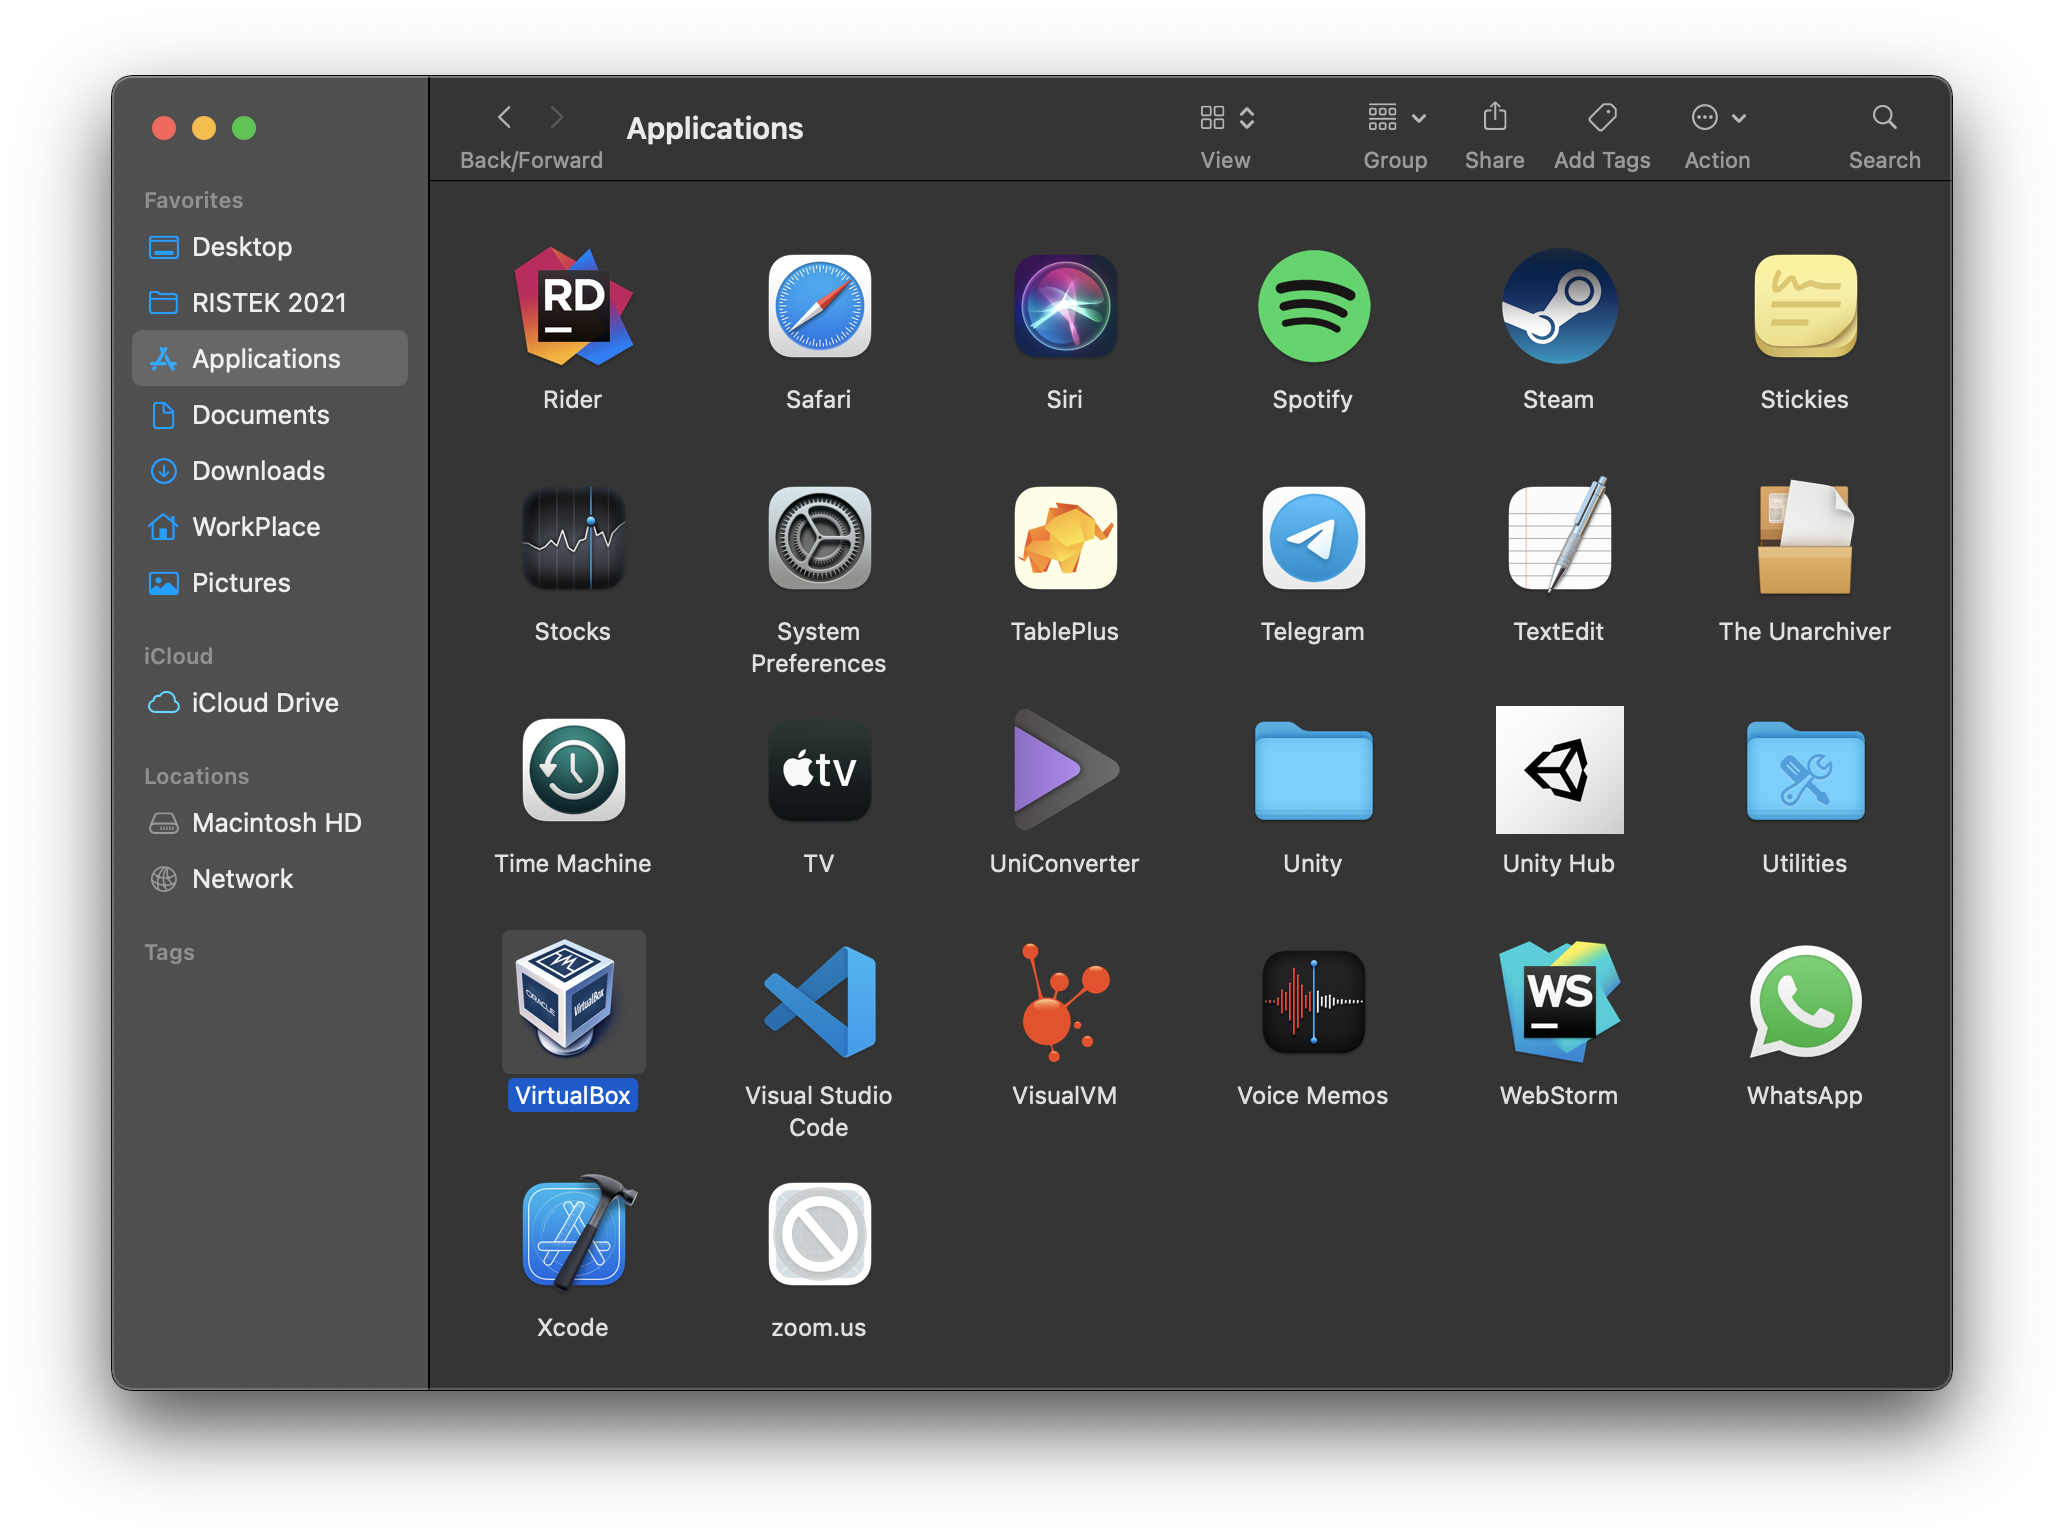 Back/Forward
Applications
View
Group
Share
Add Tags
Action
Search
Favorites
Desktop
RISTEK 2021
Applications
Documents
Downloads
WorkPlace
Pictures
iCloud
iCloud Drive
Locations
Macintosh HD
Network
Tags
RD
Rider
Safari
Siri
Spotify
Steam
Stickies
Stocks
System
Preferences
TablePlus
Telegram
TextEdit
The Unarchiver
Time Machine
tv
TV
UniConverter
Unity
Unity Hub
Utilities
ORACLE
VirtualBox
VirtualBox
Visual Studio
Code
VisualVM
Voice Memos
WS
WebStorm
WhatsApp
Xcode
zoom.us